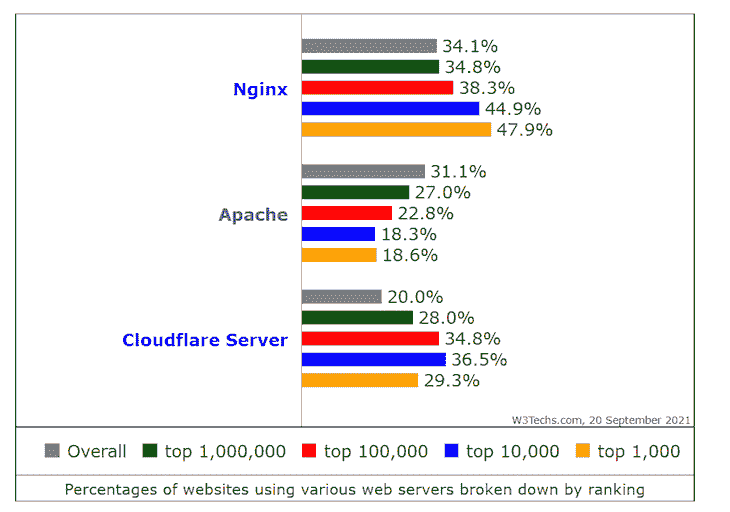 34.1%
34.8%
Nginx 38.3%
44.9%
47.9%
31.1%
27.0%
Apache 22.8%
18.3%
18.6%
20.0%
28.0%
Cloudflare Server 34.8%
36.5%
29.3%
W3Techs.com, 20 September 2021
Overall top 1,000,000 top 100,000 top 10,000 top 1,000
Percentages of websites using various web servers broken down by ranking